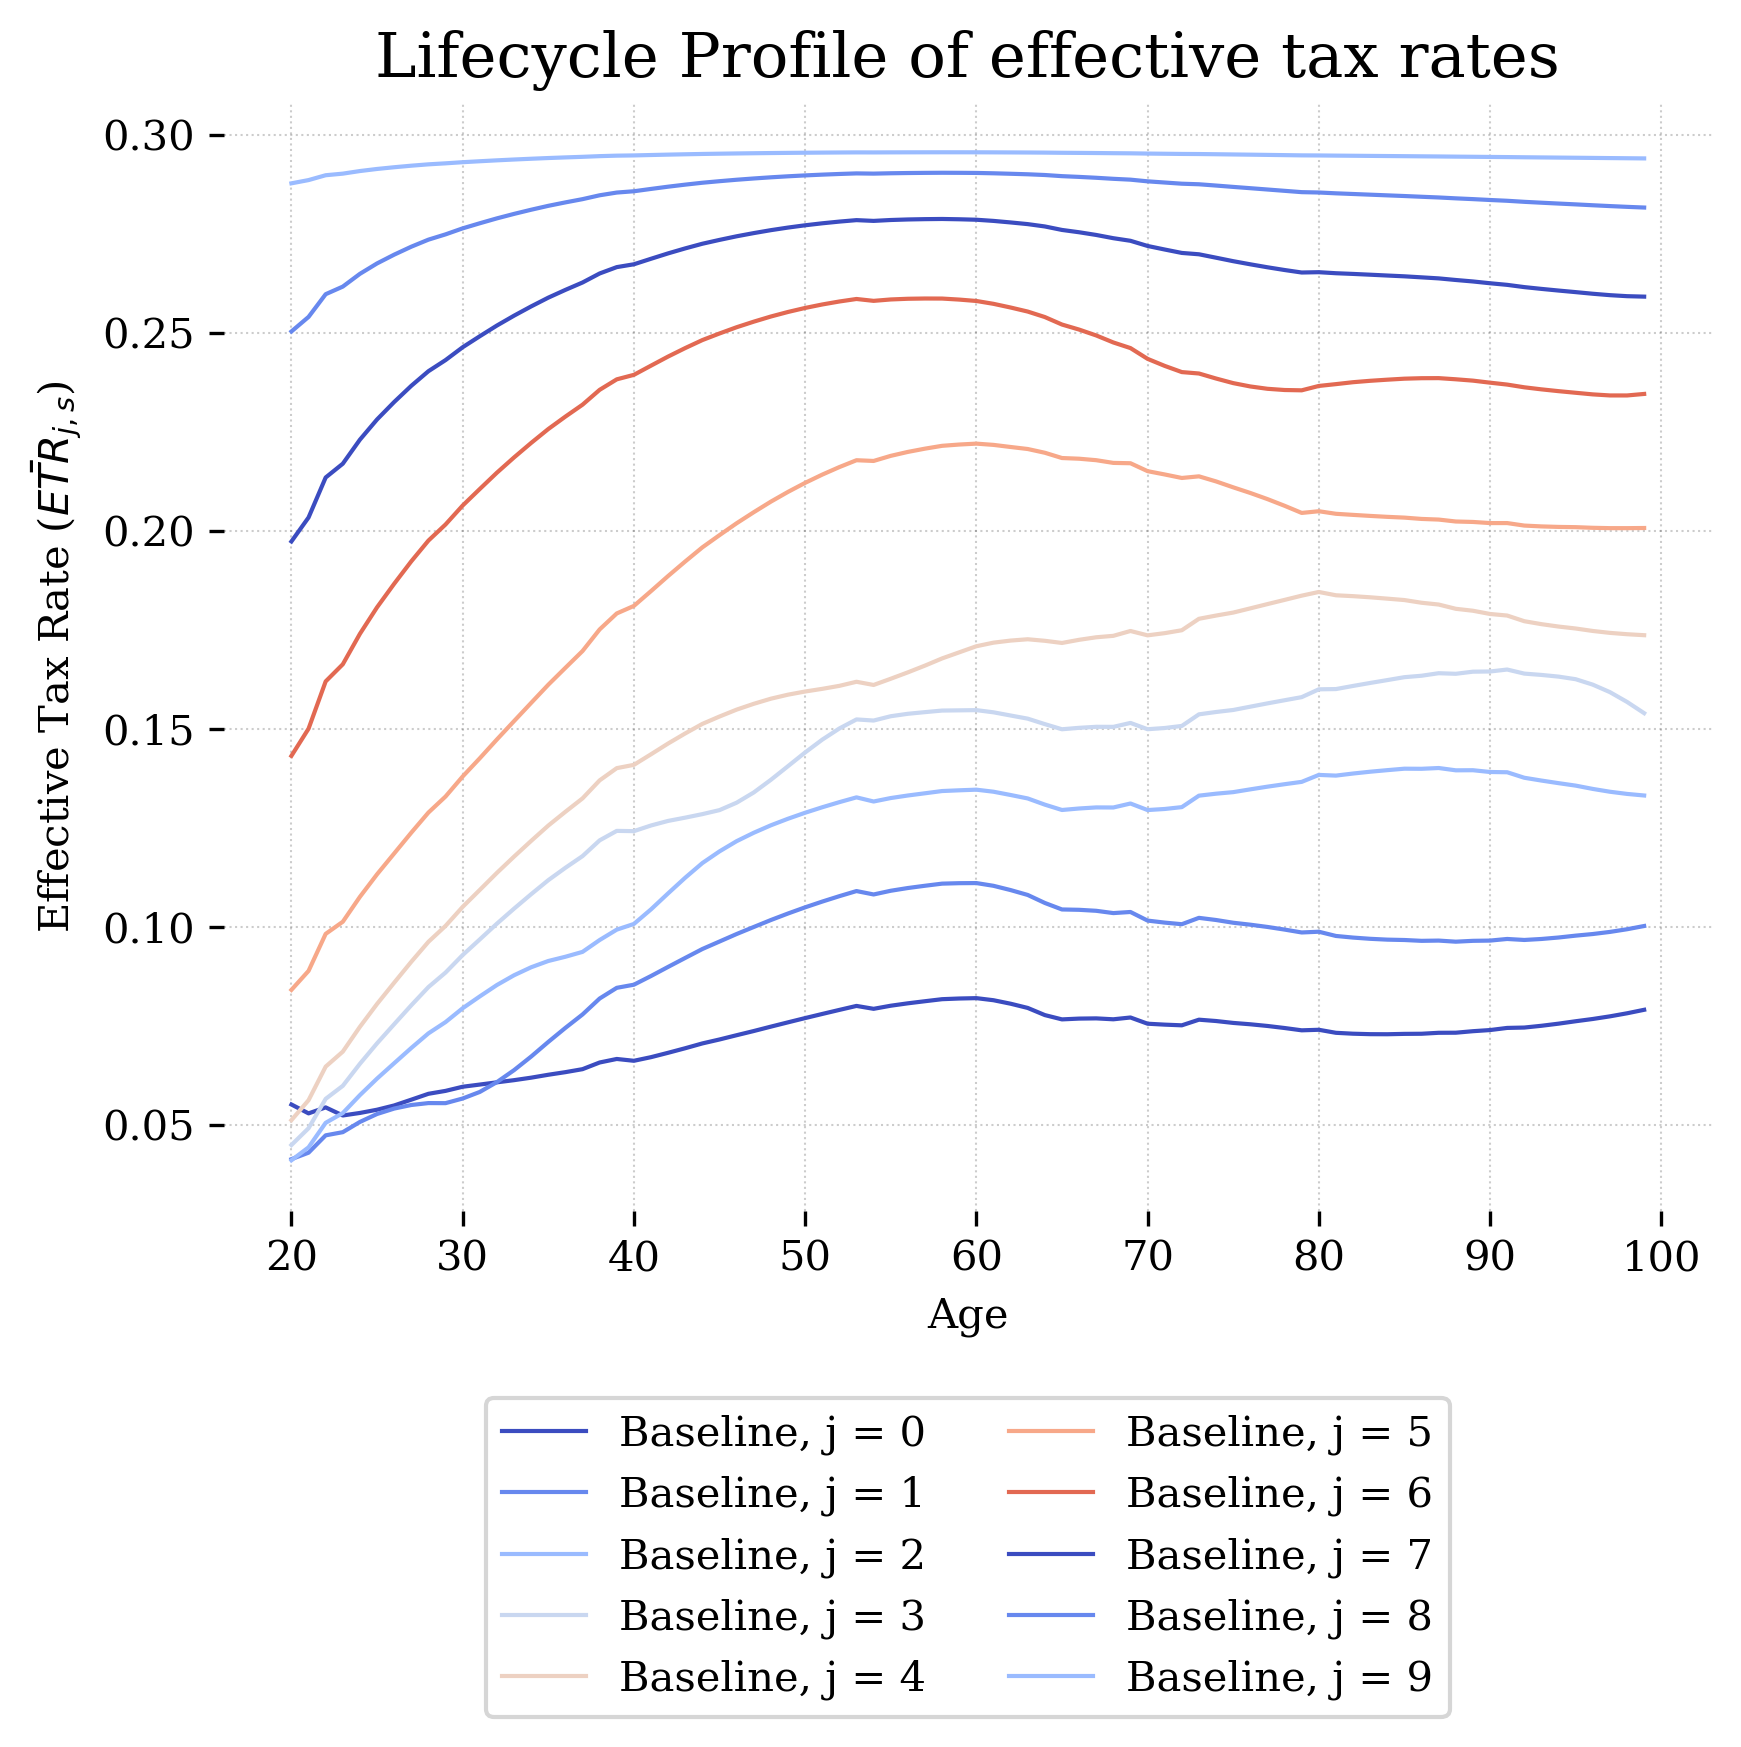 Lifecycle Profile of effective tax rates
Effective Tax Rate ($\bar{ETR}_{j,s}$)
0.30
0.25
0.20
0.15
0.10
0.05
20 30 40 50 60 70 80 90 100
Age
Baseline, j = 0
Baseline, j = 1
Baseline, j = 2
Baseline, j = 3
Baseline, j = 4
Baseline, j = 5
Baseline, j = 6
Baseline, j = 7
Baseline, j = 8
Baseline, j = 9